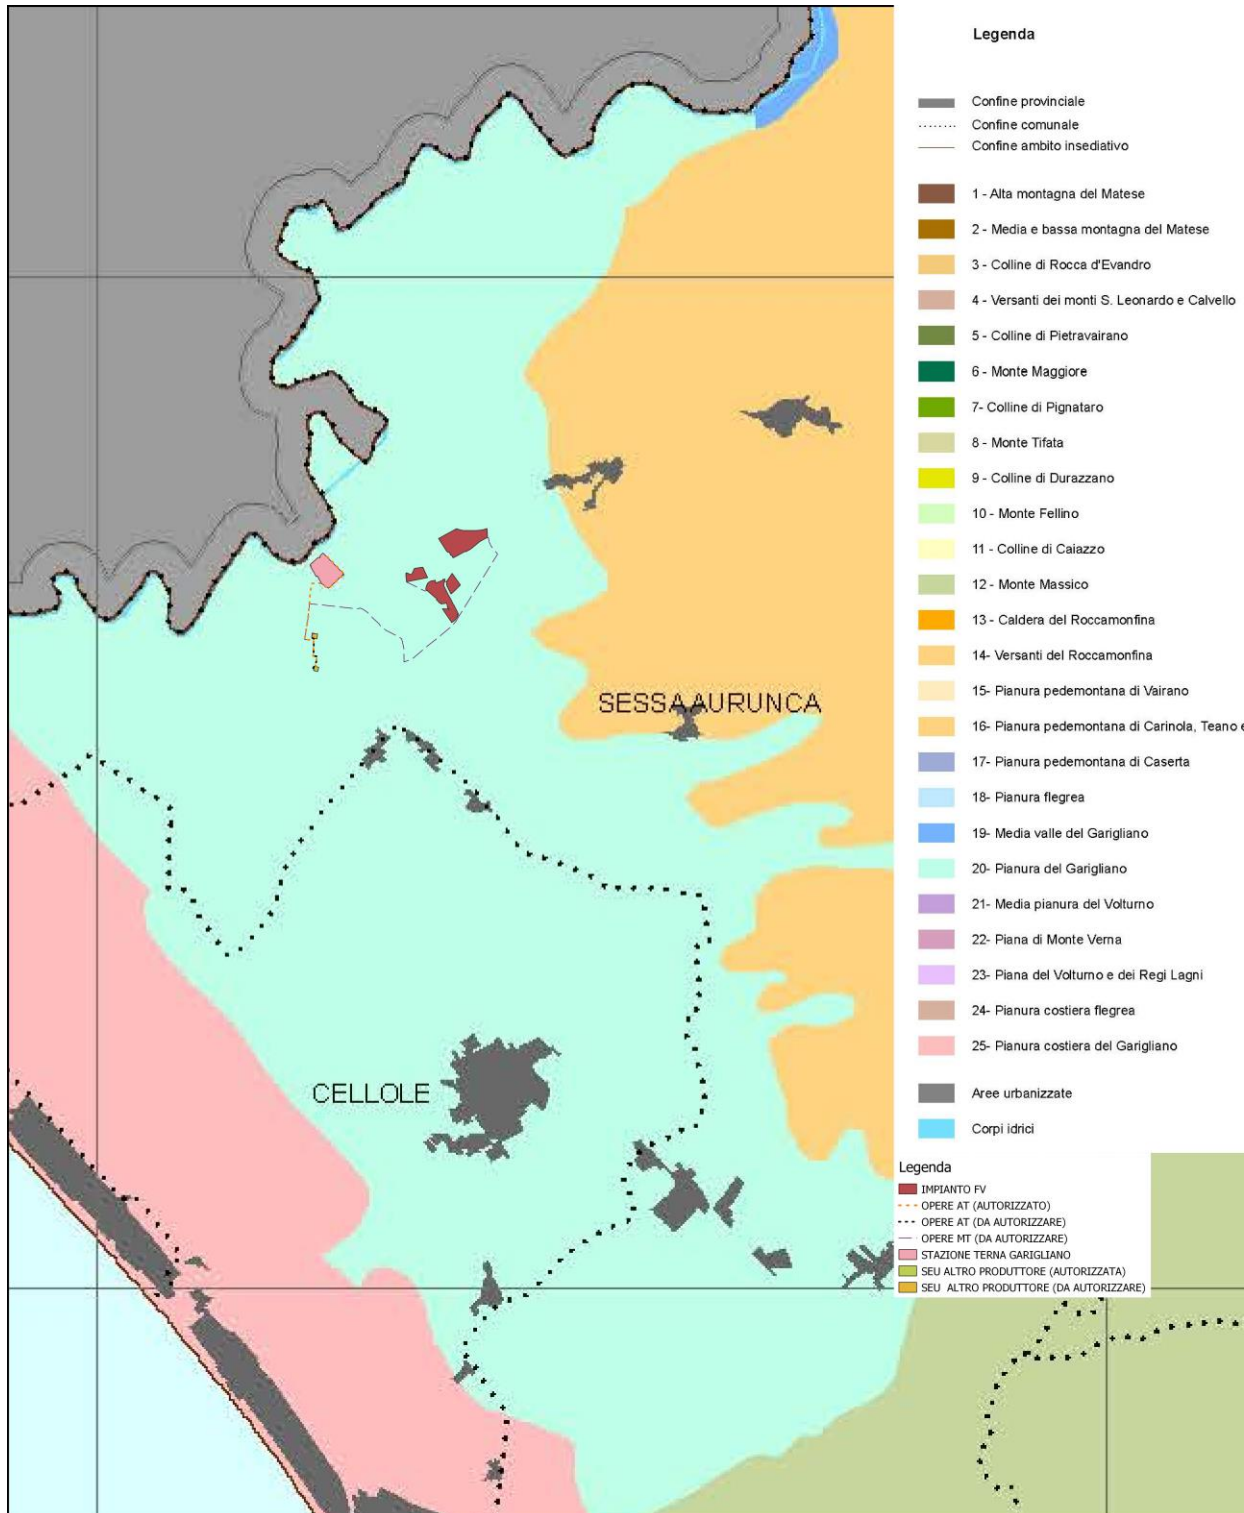 Legenda
Confine provinciale
Confine comunale
Confine ambito insediativo
1 - Alta montagna del Matese
2 - Media e bassa montagna del Matese
3 - Colline di Rocca d'Evandro
4 - Versanti dei monti S. Leonardo e Calvello
5 - Colline di Pietravairano
6 - Monte Maggiore
7- Colline di Pignataro
8 - Monte Tifata
9 - Colline di Durazzano
10 - Monte Fellino
11 - Colline di Caiazzo
12 - Monte Massico
13 - Caldera del Roccamonfina
14- Versanti del Roccamonfina
15- Pianura pedemontana di Vairano
16- Pianura pedemontana di Carinola, Teano e
17- Pianura pedemontana di Caserta
18- Pianura flegrea
19- Media valle del Garigliano
20- Pianura del Garigliano
21- Media pianura del Volturno
22- Piana di Monte Verna
23- Piana del Volturno e dei Regi Lagni
24- Pianura costiera flegrea
25- Pianura costiera del Garigliano
Aree urbanizzate
Corpi idrici
SESSA AURUNCA
CELLOLE
Legenda
IMPIANTO FV
OPERE AT (AUTORIZZATO)
OPERE AT (DA AUTORIZZARE)
OPERE MT (DA AUTORIZZARE)
STAZIONE TERNA GARIGLIANO
SEU ALTRO PRODUTTORE (AUTORIZZATA)
SEU ALTRO PRODUTTORE (DA AUTORIZZARE)